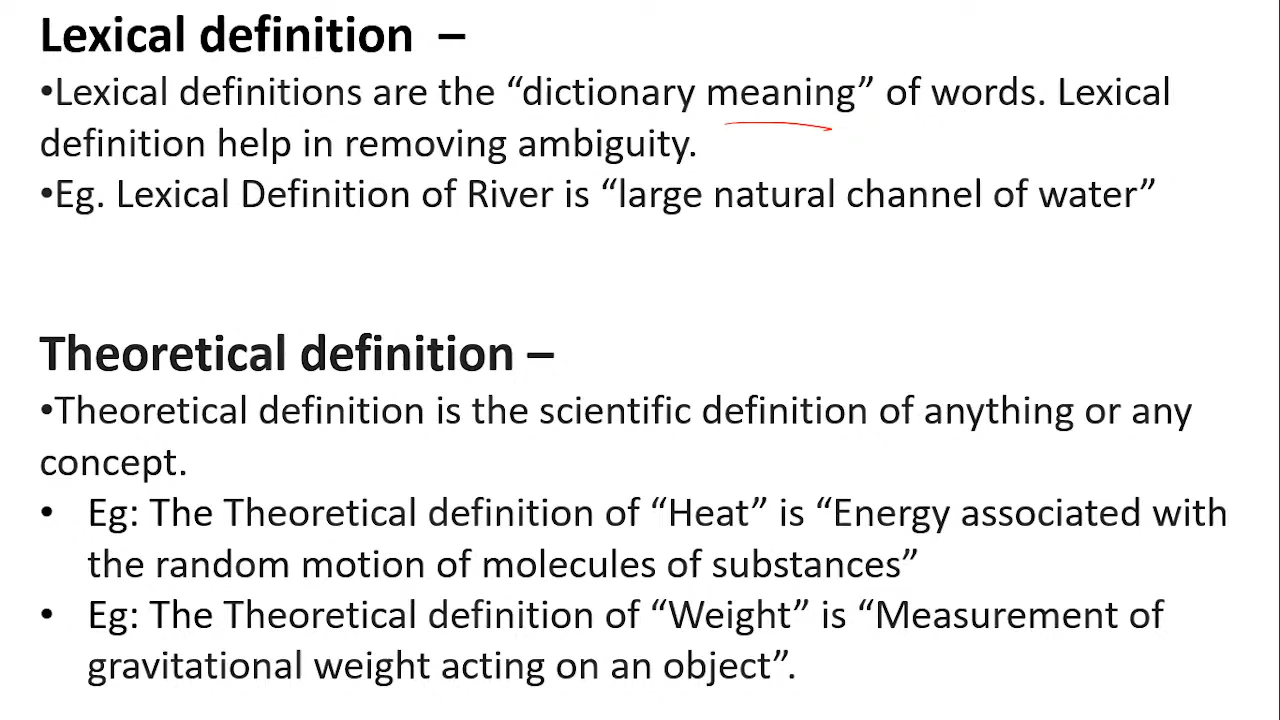 Lexical definition –
•Lexical definitions are the “dictionary meaning” of words. Lexical
definition help in removing ambiguity.
•Eg. Lexical Definition of River is “large natural channel of water”
Theoretical definition –
•Theoretical definition is the scientific definition of anything or any
concept.
• Eg: The Theoretical definition of “Heat” is “Energy associated with
the random motion of molecules of substances”
• Eg: The Theoretical definition of “Weight” is “Measurement of
gravitational weight acting on an object”.